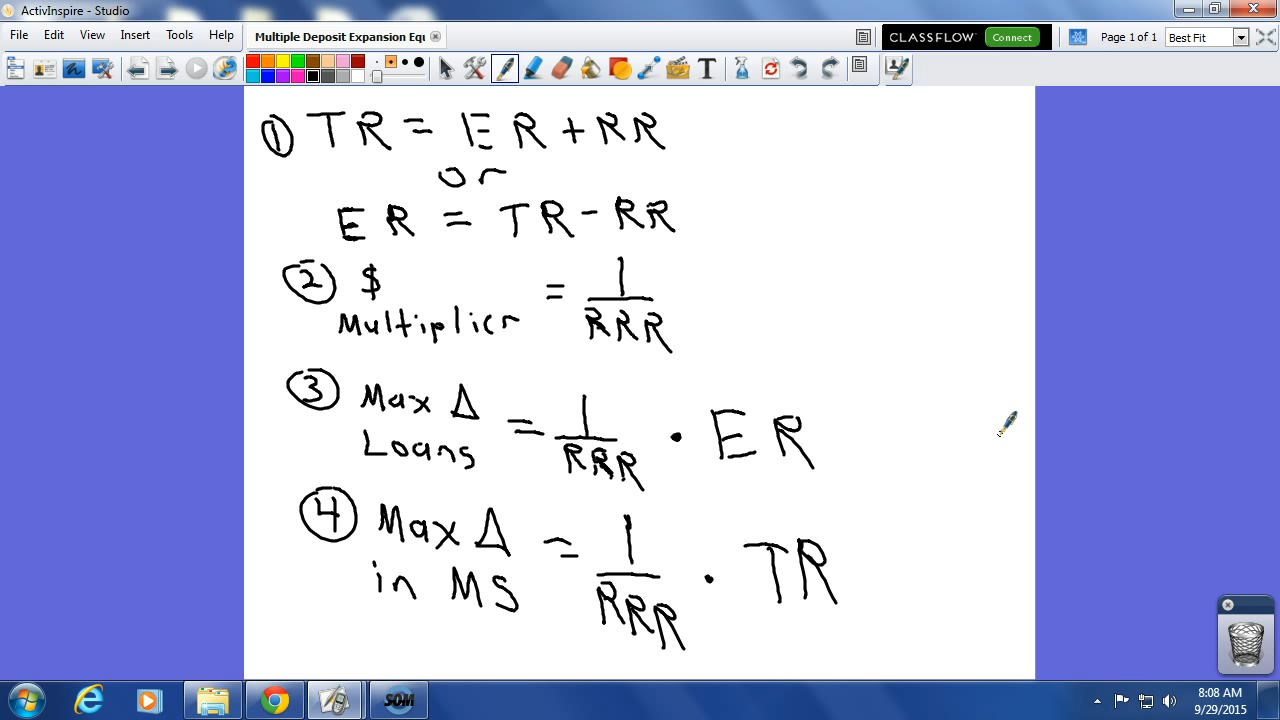 ActivInspire - Studio
File Edit View Insert Tools Help
Multiple Deposit Expansion Equ
CLASSFLOW Connect
Page 1 of 1 Best Fit
① TR = ER + RR
or
ER = TR - RR
② $ Multiplier = 1/RRR
③ Max Δ Loans = 1/RRR · ER
④ Max Δ in MS = 1/RRR · TR
SOM
8:08 AM
9/29/2015